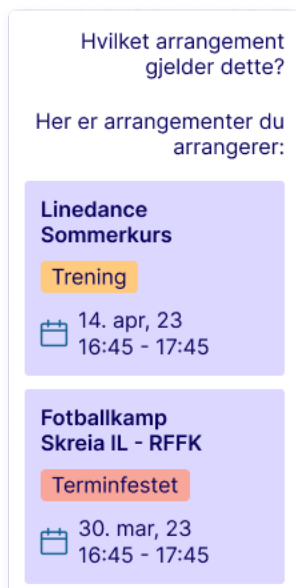 Hvilket arrangement
gjelder dette?
Her er arrangementer du
arrangerer:
Linedance
Sommerkurs
Trening
14. apr, 23
16:45 - 17:45
Fotballkamp
Skreia IL - RFFK
Terminfestet
30. mar, 23
16:45 - 17:45